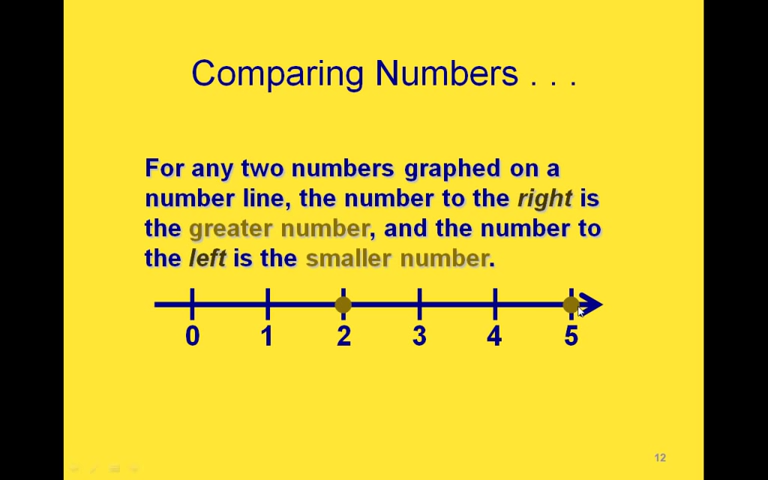 Comparing Numbers . . .
For any two numbers graphed on a
number line, the number to the right is
the greater number, and the number to
the left is the smaller number.
0 1 2 3 4 5
12